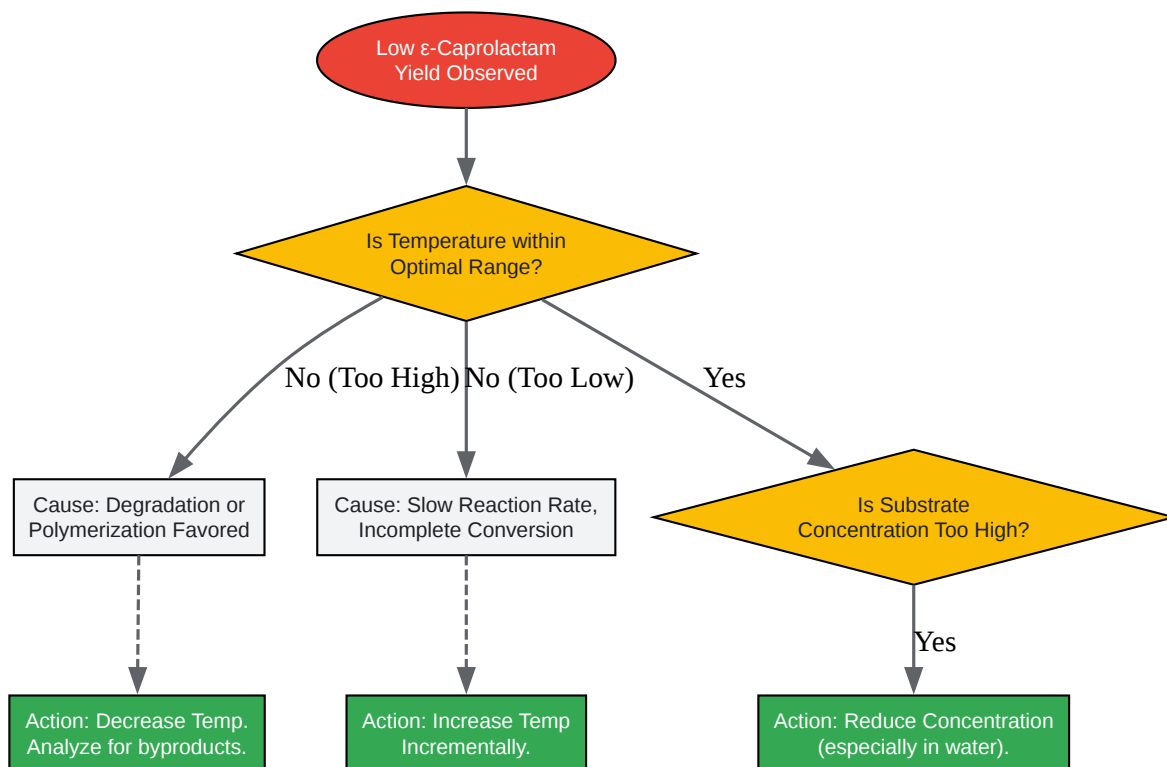 Low ε-Caprolactam
Yield Observed
Is Temperature within
Optimal Range?
No (Too High)
No (Too Low)
Yes
Cause: Degradation or
Polymerization Favored
Cause: Slow Reaction Rate,
Incomplete Conversion
Is Substrate
Concentration Too High?
Yes
Action: Decrease Temp.
Analyze for byproducts.
Action: Increase Temp
Incrementally.
Action: Reduce Concentration
(especially in water).